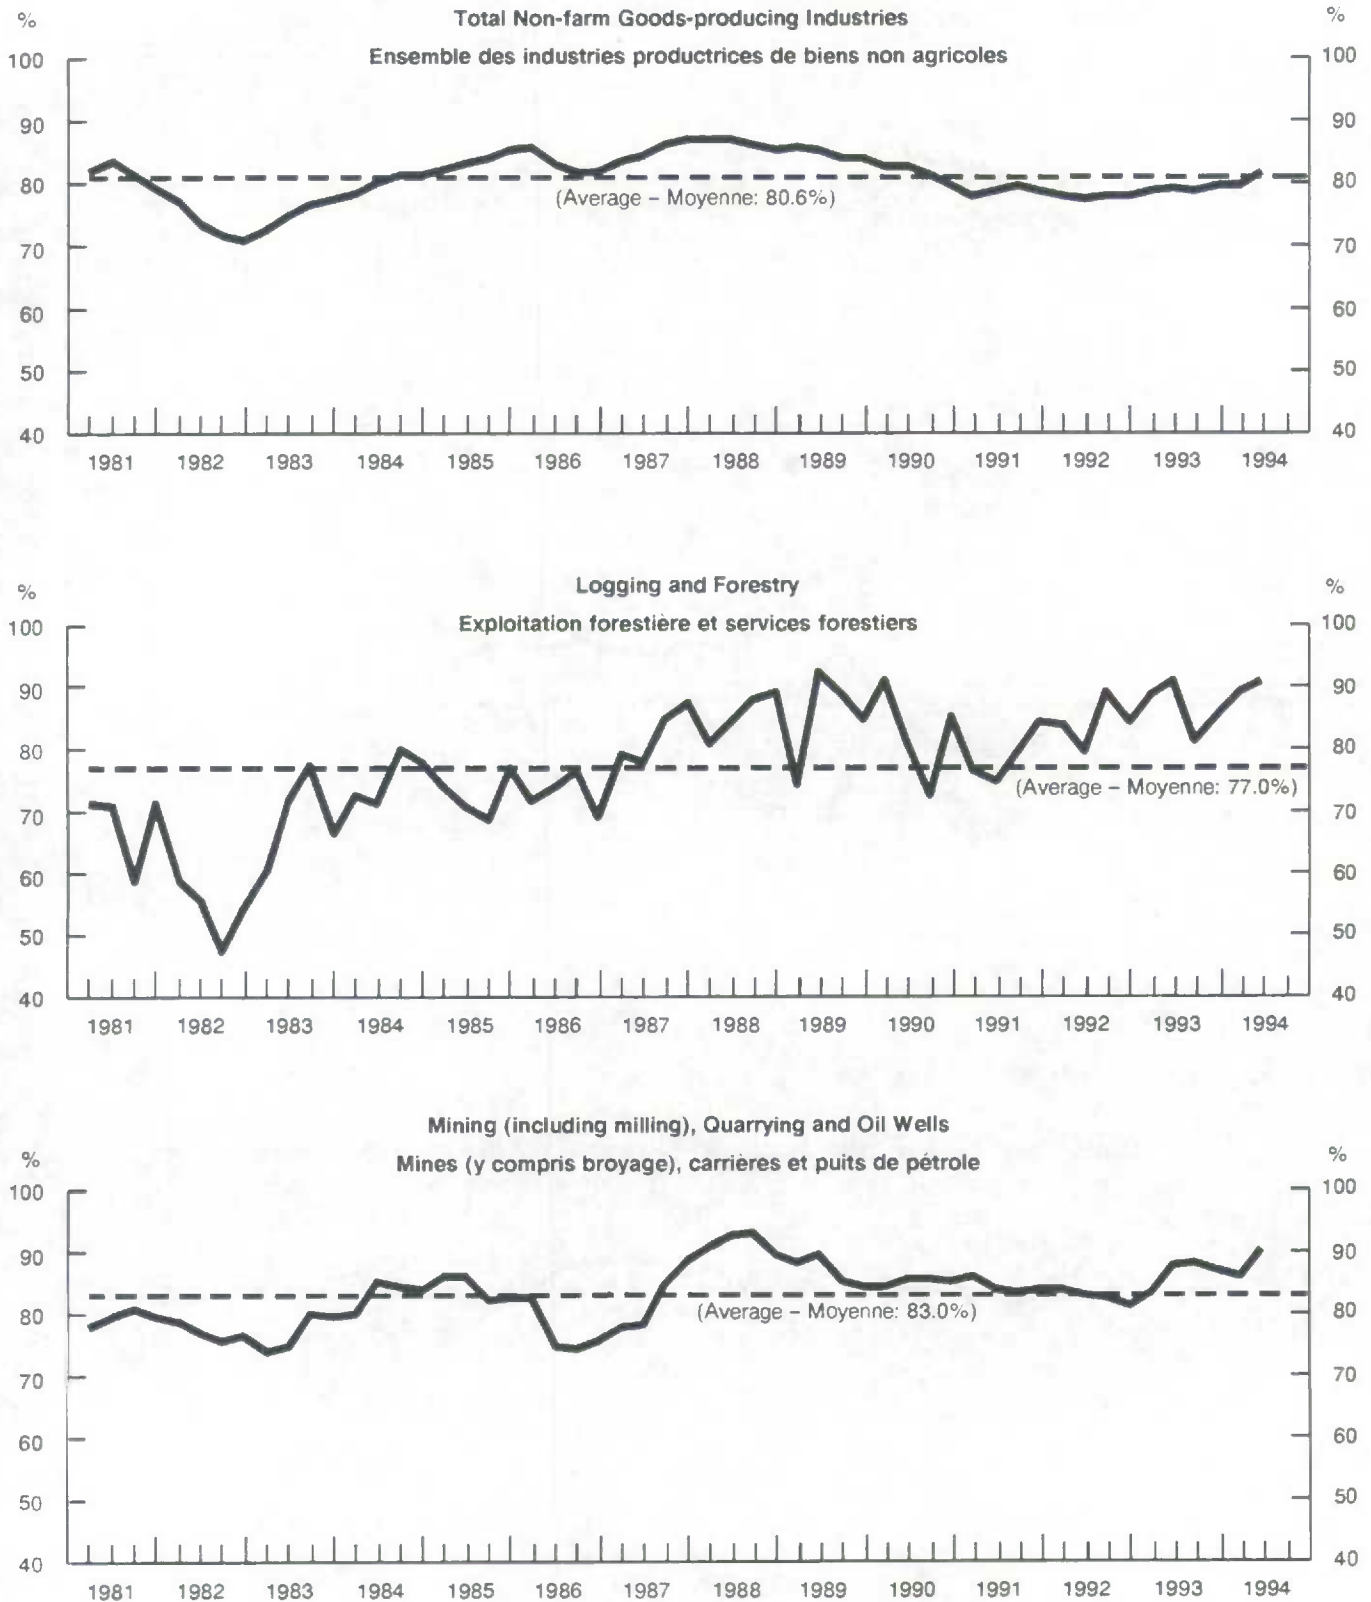 Total Non-farm Goods-producing Industries
Ensemble des industries productrices de biens non agricoles
% %
100 100
90 90
80 80
(Average – Moyenne: 80.6%)
70 70
60 60
50 50
40 40
1981 1982 1983 1984 1985 1986 1987 1988 1989 1990 1991 1992 1993 1994
Logging and Forestry
Exploitation forestière et services forestiers
% %
100 100
90 90
80 80
(Average – Moyenne: 77.0%)
70 70
60 60
50 50
40 40
1981 1982 1983 1984 1985 1986 1987 1988 1989 1990 1991 1992 1993 1994
Mining (including milling), Quarrying and Oil Wells
Mines (y compris broyage), carrières et puits de pétrole
% %
100 100
90 90
80 80
(Average – Moyenne: 83.0%)
70 70
60 60
50 50
40 40
1981 1982 1983 1984 1985 1986 1987 1988 1989 1990 1991 1992 1993 1994